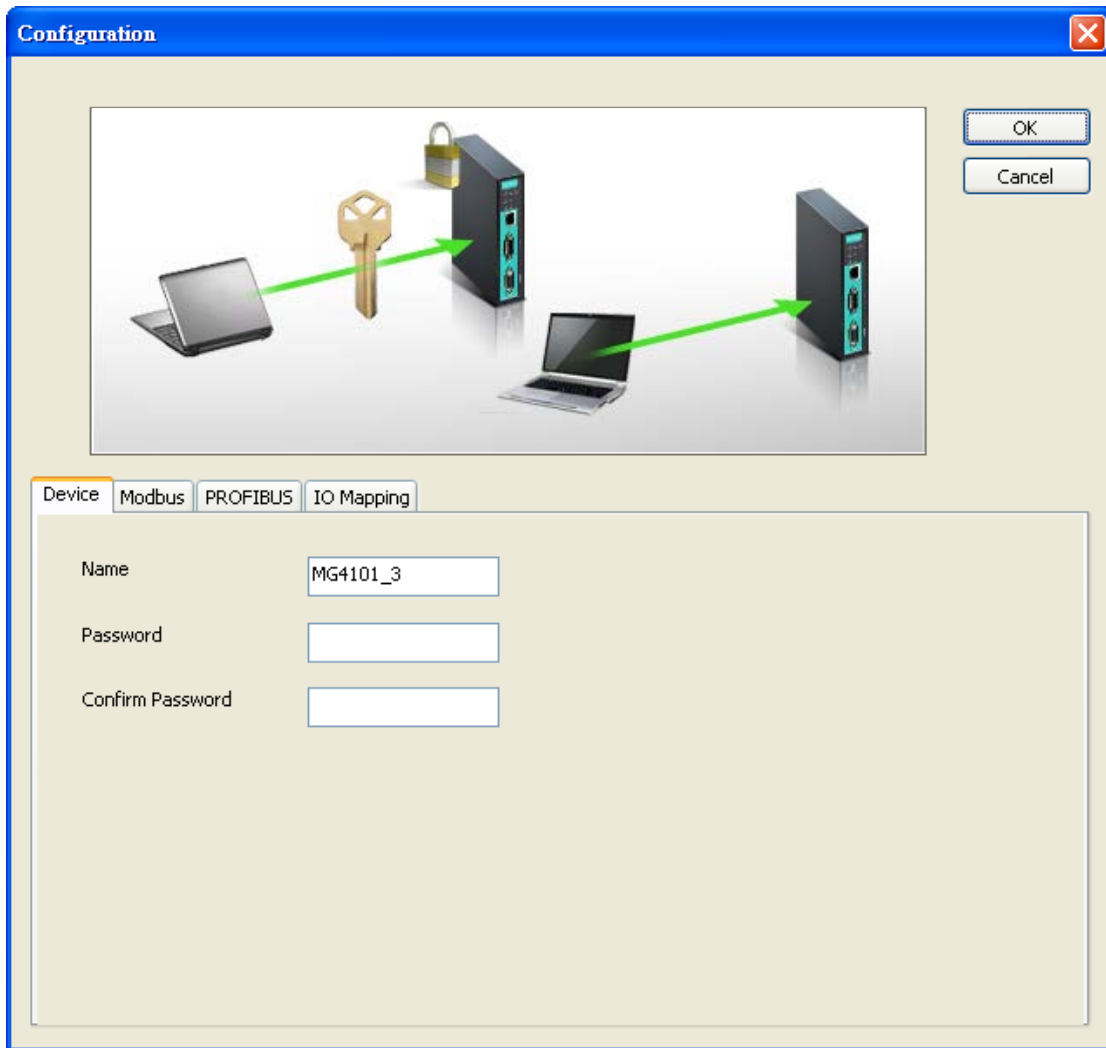 Configuration
OK
Cancel
Device Modbus PROFIBUS IO Mapping
Name MG4101_3
Password
Confirm Password